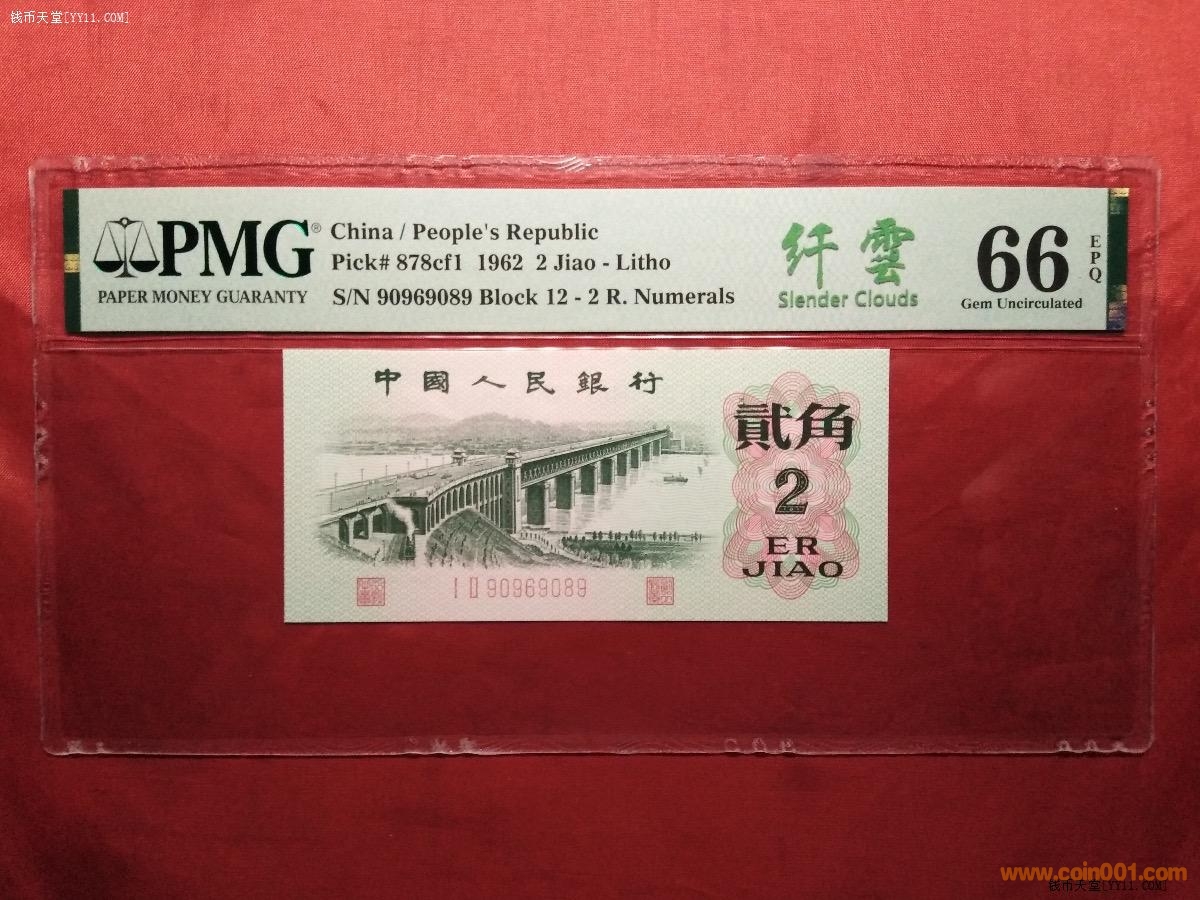 钱币天堂[YY11.COM]
PMG®
PAPER MONEY GUARANTY
China / People's Republic
Pick# 878cf1 1962 2 Jiao - Litho
S/N 90969089 Block 12 - 2 R. Numerals
纤雲
Slender Clouds
66
EPQ
Gem Uncirculated
中國人民銀行
貳角
2
ER
JIAO
I II 90969089
www.coin001.com
钱币天堂[YY11.COM]